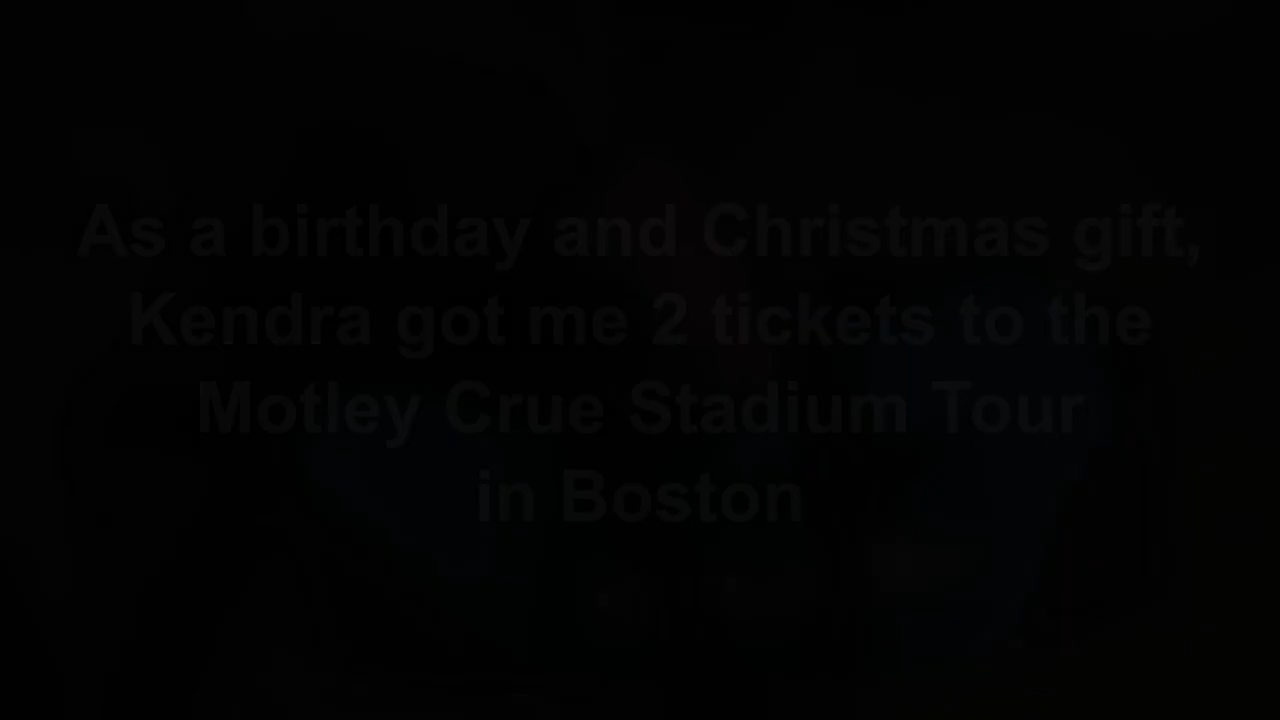 As a birthday and Christmas gift,
Kendra got me 2 tickets to the
Motley Crue Stadium Tour
in Boston